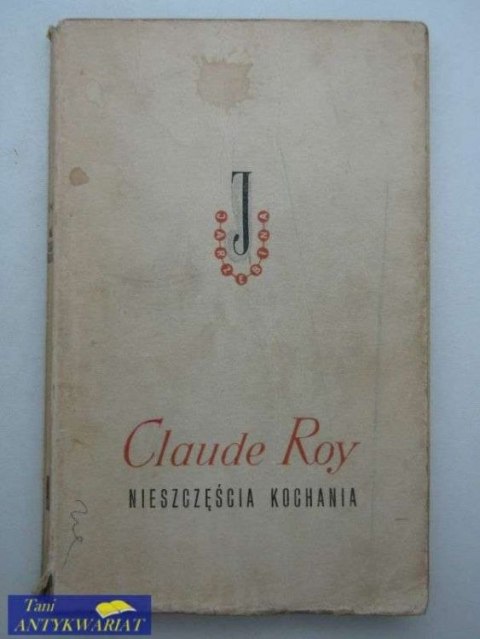 J
Claude Roy
NIESZCZĘŚCIA KOCHANIA
Tani
ANTYKWARIAT